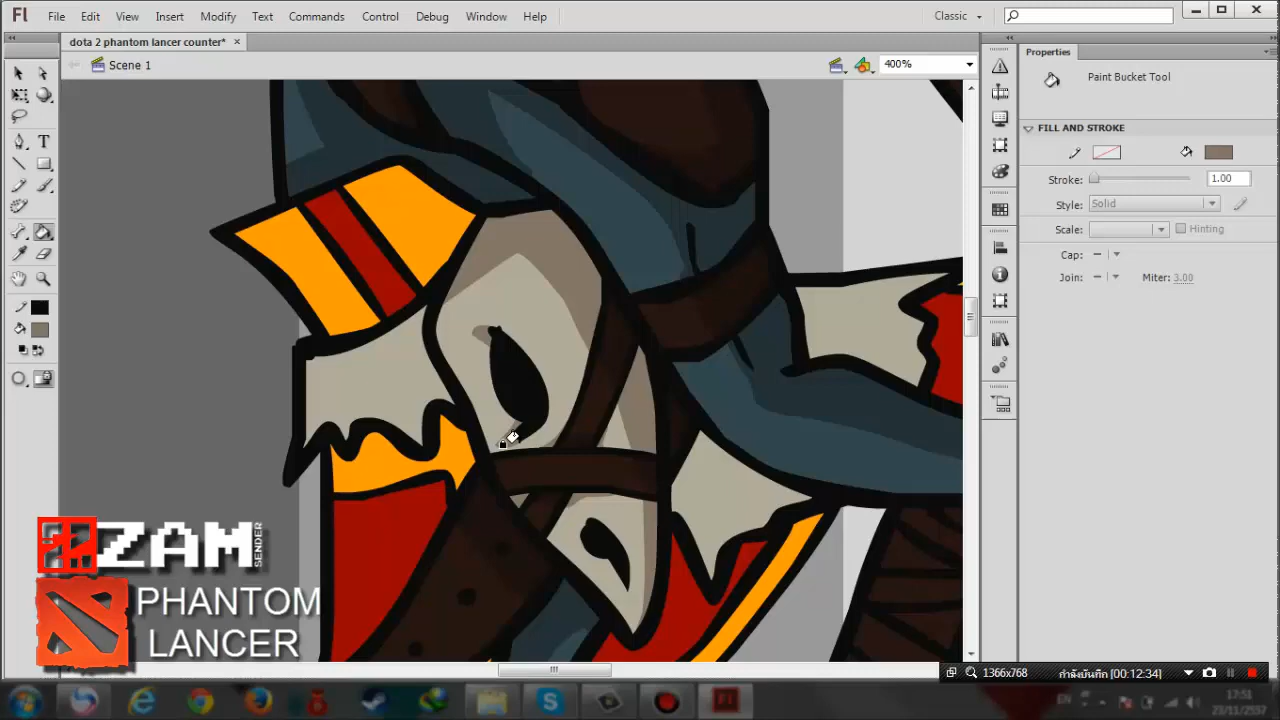 Fl File Edit View Insert Modify Text Commands Control Debug Window Help Classic
dota 2 phantom lancer counter* ×
Scene 1 400%
Properties
Paint Bucket Tool
FILL AND STROKE
Stroke: 1.00
Style: Solid
Scale: Hinting
Cap:
Join: Miter: 3.00
ZAM SENDER
PHANTOM
LANCER
1366x768 กำลังบันทึก [00:12:34]
EN 17:51
23/11/2557